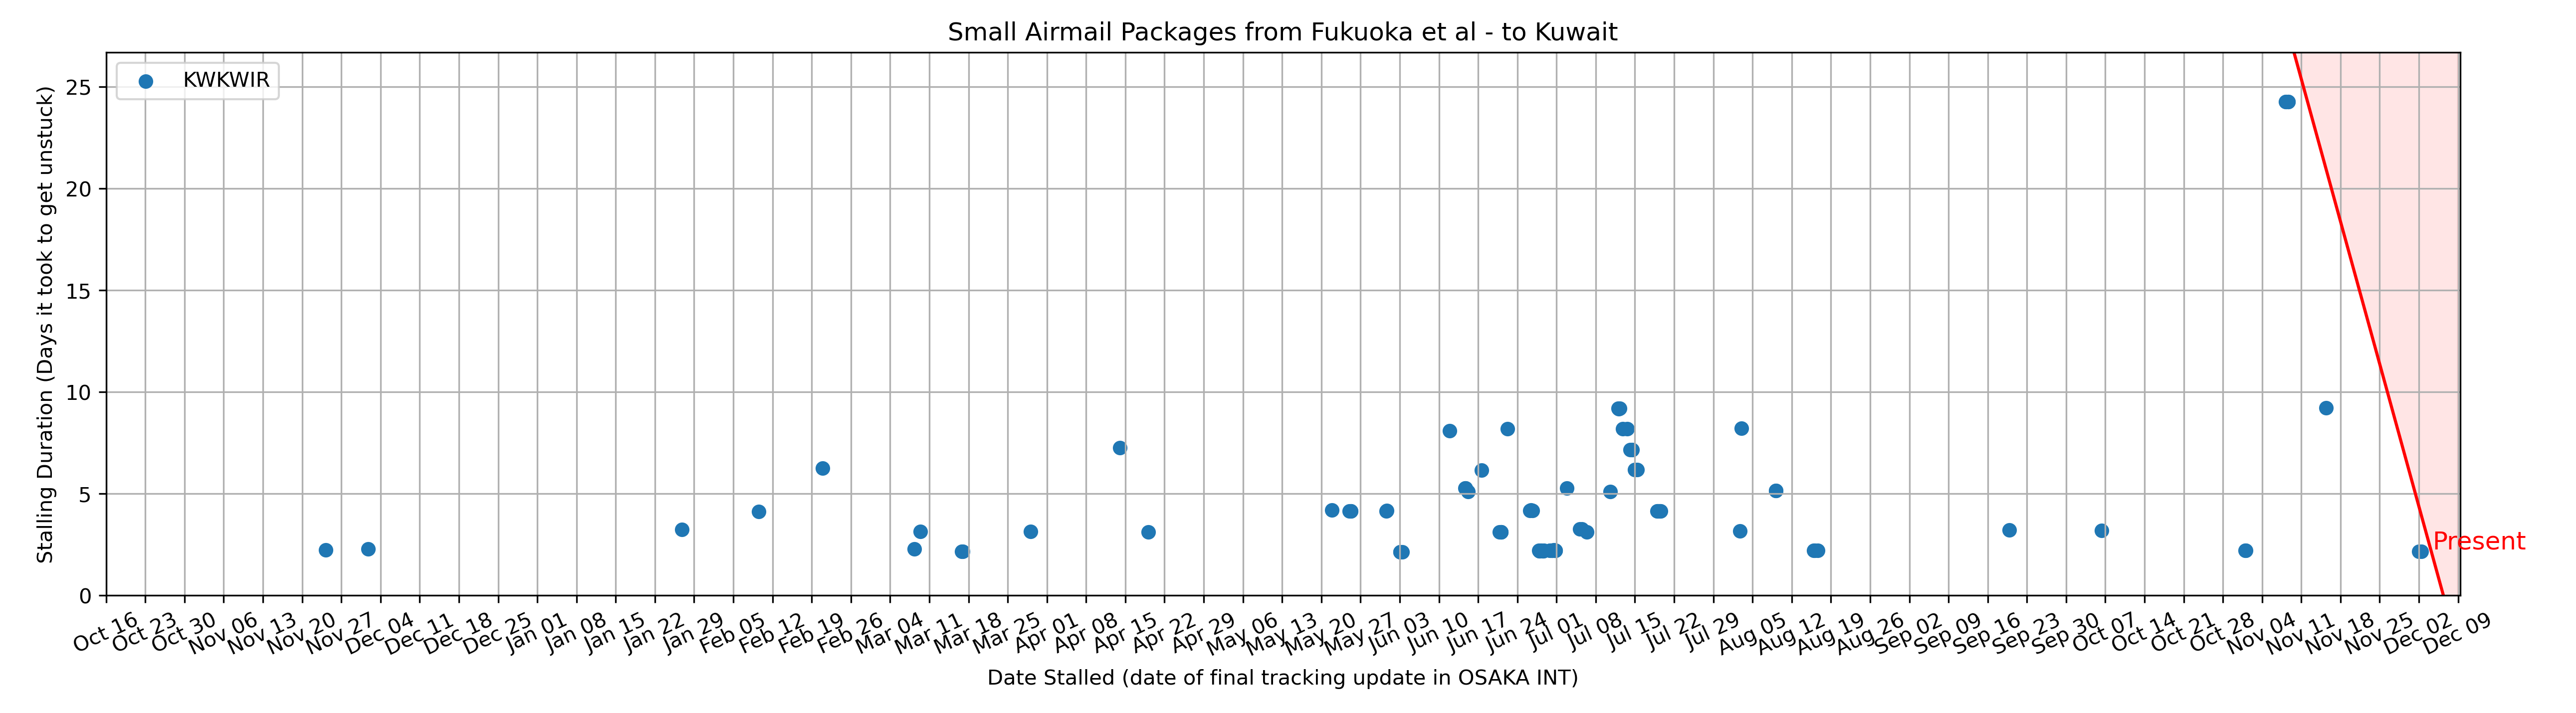 Small Airmail Packages from Fukuoka et al - to Kuwait
KWKWIR
Stalling Duration (Days it took to get unstuck)
25
20
15
10
5
0
Present
Oct 16 Oct 23 Oct 30 Nov 06 Nov 13 Nov 20 Nov 27 Dec 04 Dec 11 Dec 18 Dec 25 Jan 01 Jan 08 Jan 15 Jan 22 Jan 29 Feb 05 Feb 12 Feb 19 Feb 26 Mar 04 Mar 11 Mar 18 Mar 25 Apr 01 Apr 08 Apr 15 Apr 22 Apr 29 May 06 May 13 May 20 May 27 Jun 03 Jun 10 Jun 17 Jun 24 Jul 01 Jul 08 Jul 15 Jul 22 Jul 29 Aug 05 Aug 12 Aug 19 Aug 26 Sep 02 Sep 09 Sep 16 Sep 23 Sep 30 Oct 07 Oct 14 Oct 21 Oct 28 Nov 04 Nov 11 Nov 18 Nov 25 Dec 02 Dec 09
Date Stalled (date of final tracking update in OSAKA INT)